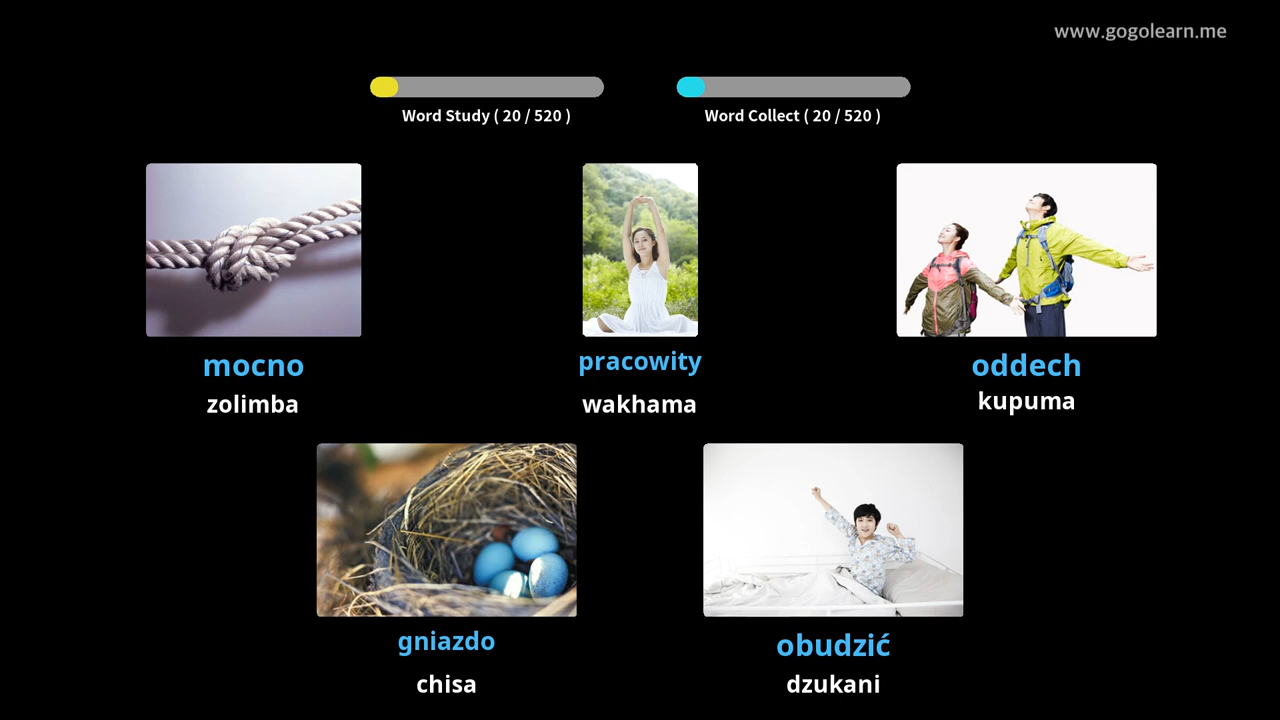 www.gogolearn.me
Word Study ( 20 / 520 )
Word Collect ( 20 / 520 )
mocno
zolimba
pracowity
wakhama
oddech
kupuma
gniazdo
chisa
obudzić
dzukani